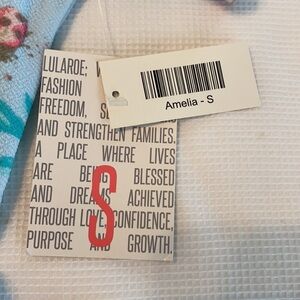 LULAROE:
FASHION
FREEDOM,
AND STRENGTHEN FAMILIES.
A PLACE WHERE LIVES
ARE BEING BLESSED
AND DREAMS ACHIEVED
THROUGH LOVE, CONFIDENCE,
PURPOSE AND GROWTH.
S
Amelia - S